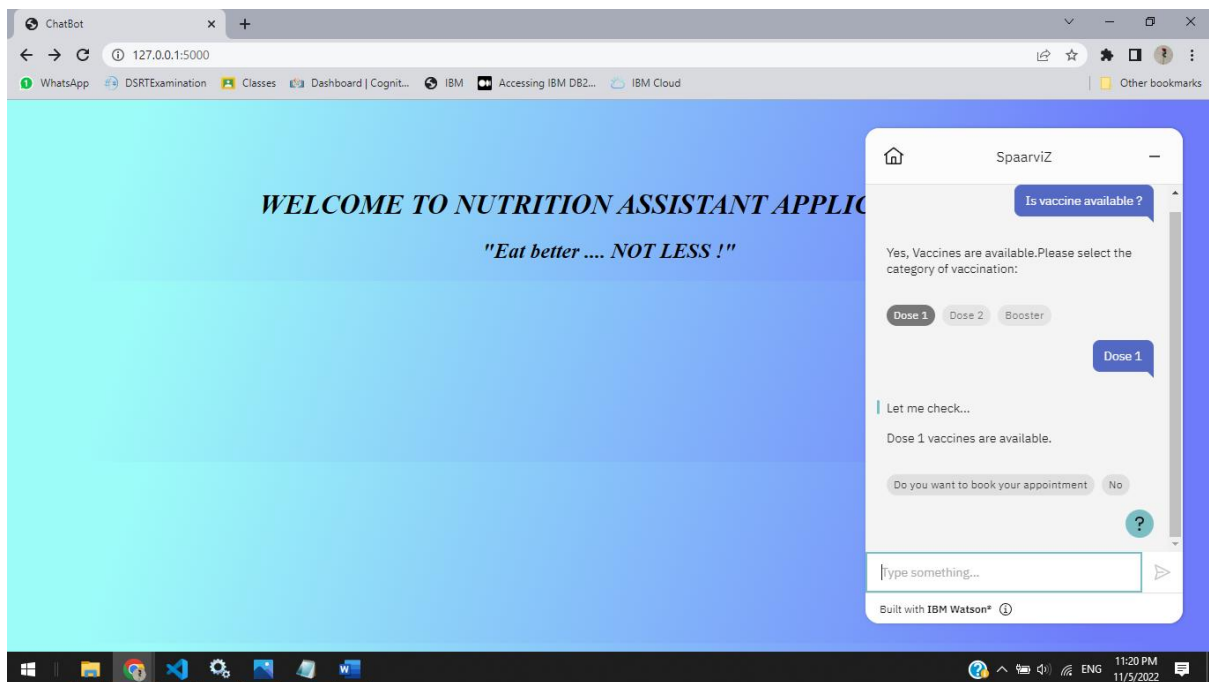 ChatBot
127.0.0.1:5000
WhatsApp DSRTExamination Classes Dashboard | Cognit... IBM Accessing IBM DB2... IBM Cloud Other bookmarks
WELCOME TO NUTRITION ASSISTANT APPLIC
"Eat better .... NOT LESS !"
SpaarviZ
Is vaccine available ?
Yes, Vaccines are available.Please select the
category of vaccination:
Dose 1 Dose 2 Booster
Dose 1
Let me check...
Dose 1 vaccines are available.
Do you want to book your appointment No
?
Type something...
Built with IBM Watson®
ENG 11:20 PM
11/5/2022